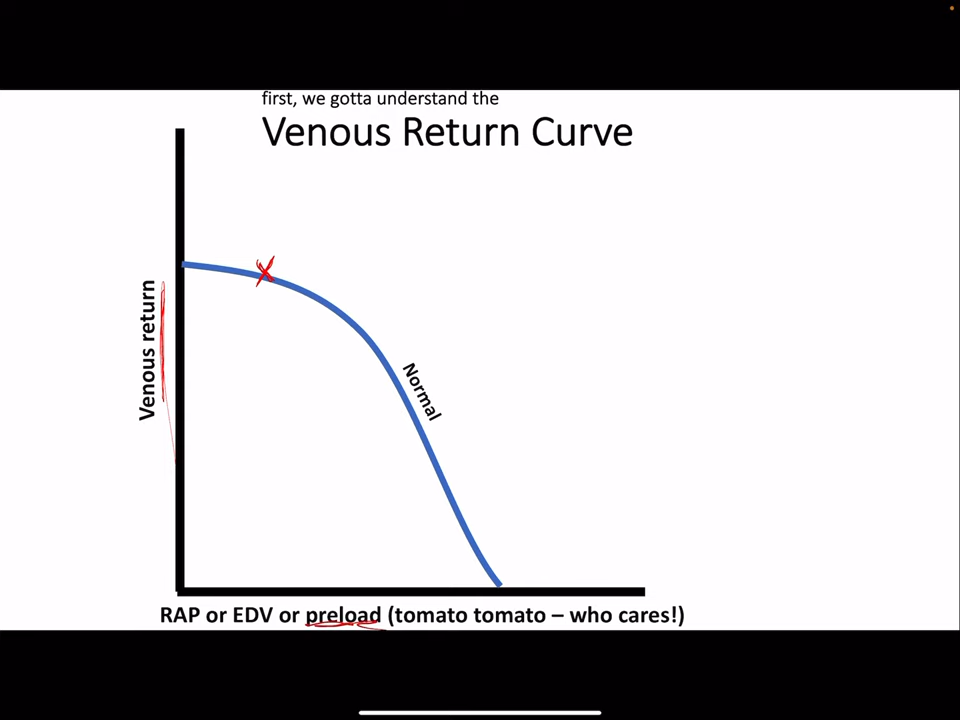 first, we gotta understand the
Venous Return Curve
Venous return
Normal
RAP or EDV or preload (tomato tomato – who cares!)